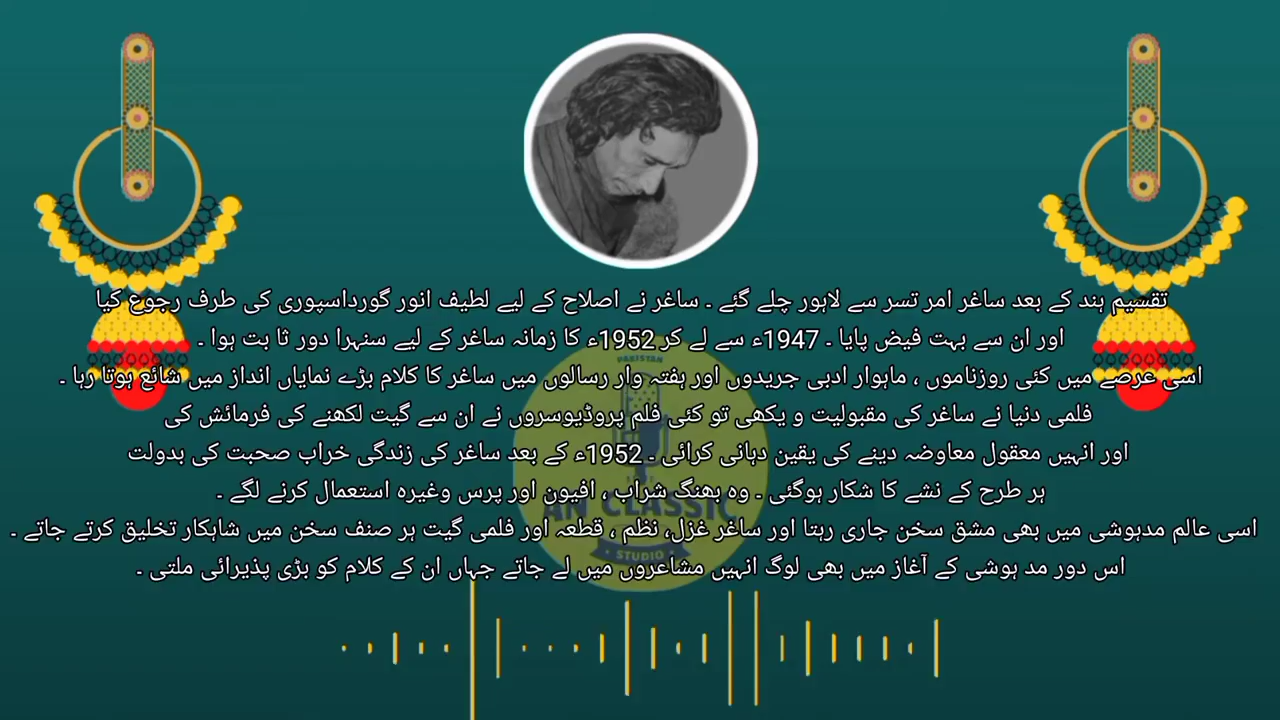 تقسیم ہند کے بعد ساغر امر تسر سے لاہور چلے گئے ۔ ساغر نے اصلاح کے لیے لطیف انور گورداسپوری کی طرف رجوع کیا
اور ان سے بہت فیض پایا ۔ 1947ء سے لے کر 1952ء کا زمانہ ساغر کے لیے سنہرا دور ثا بت ہوا ۔
اسی عرصے میں کئی روزناموں ، ماہوار ادبی جریدوں اور ہفتہ وار رسالوں میں ساغر کا کلام بڑے نمایاں انداز میں شائع ہوتا رہا ۔
فلمی دنیا نے ساغر کی مقبولیت و یکھی تو کئی فلم پروڈیوسروں نے ان سے گیت لکھنے کی فرمائش کی
اور انہیں معقول معاوضہ دینے کی یقین دہانی کرائی ۔ 1952ء کے بعد ساغر کی زندگی خراب صحبت کی بدولت
ہر طرح کے نشے کا شکار ہوگئی ۔ وہ بھنگ شراب ، افیون اور پرس وغیرہ استعمال کرنے لگے ۔
اسی عالم مدہوشی میں بھی مشق سخن جاری رہتا اور ساغر غزل، نظم ، قطعہ اور فلمی گیت ہر صنف سخن میں شاہکار تخلیق کرتے جاتے ۔
اس دور مد ہوشی کے آغاز میں بھی لوگ انہیں مشاعروں میں لے جاتے جہاں ان کے کلام کو بڑی پذیرائی ملتی ۔
PAKISTAN
AN CLASSIC
STUDIO